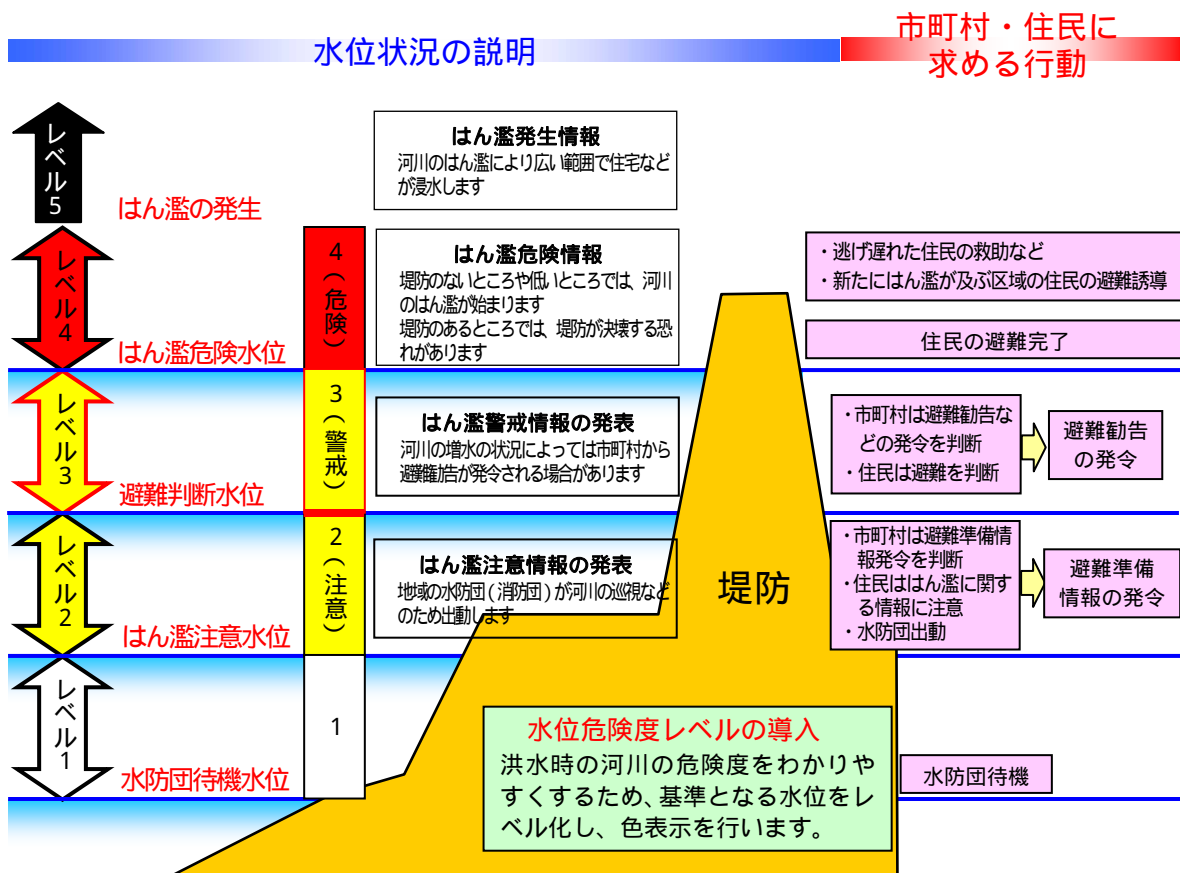 水位状況の説明
市町村・住民に
求める行動
レベル5
はん濫の発生
はん濫発生情報
河川のはん濫により広い範囲で住宅など
が浸水します
レベル4
はん濫危険水位
4（危険）
はん濫危険情報
堤防のないところや低いところでは、河川
のはん濫が始まります
堤防のあるところでは、堤防が決壊する恐
れがあります
・逃げ遅れた住民の救助など
・新たにはん濫が及ぶ区域の住民の避難誘導
住民の避難完了
レベル3
避難判断水位
3（警戒）
はん濫警戒情報の発表
河川の増水の状況によっては市町村から
避難勧告が発令される場合があります
・市町村は避難勧告な
どの発令を判断
・住民は避難を判断
避難勧告
の発令
レベル2
はん濫注意水位
2（注意）
はん濫注意情報の発表
地域の水防団（消防団）が河川の巡視など
のため出動します
堤防
・市町村は避難準備情
報発令を判断
・住民ははん濫に関す
る情報に注意
・水防団出動
避難準備
情報の発令
レベル1
水防団待機水位
1
水位危険度レベルの導入
洪水時の河川の危険度をわかりや
すくするため、基準となる水位をレ
ベル化し、色表示を行います。
水防団待機